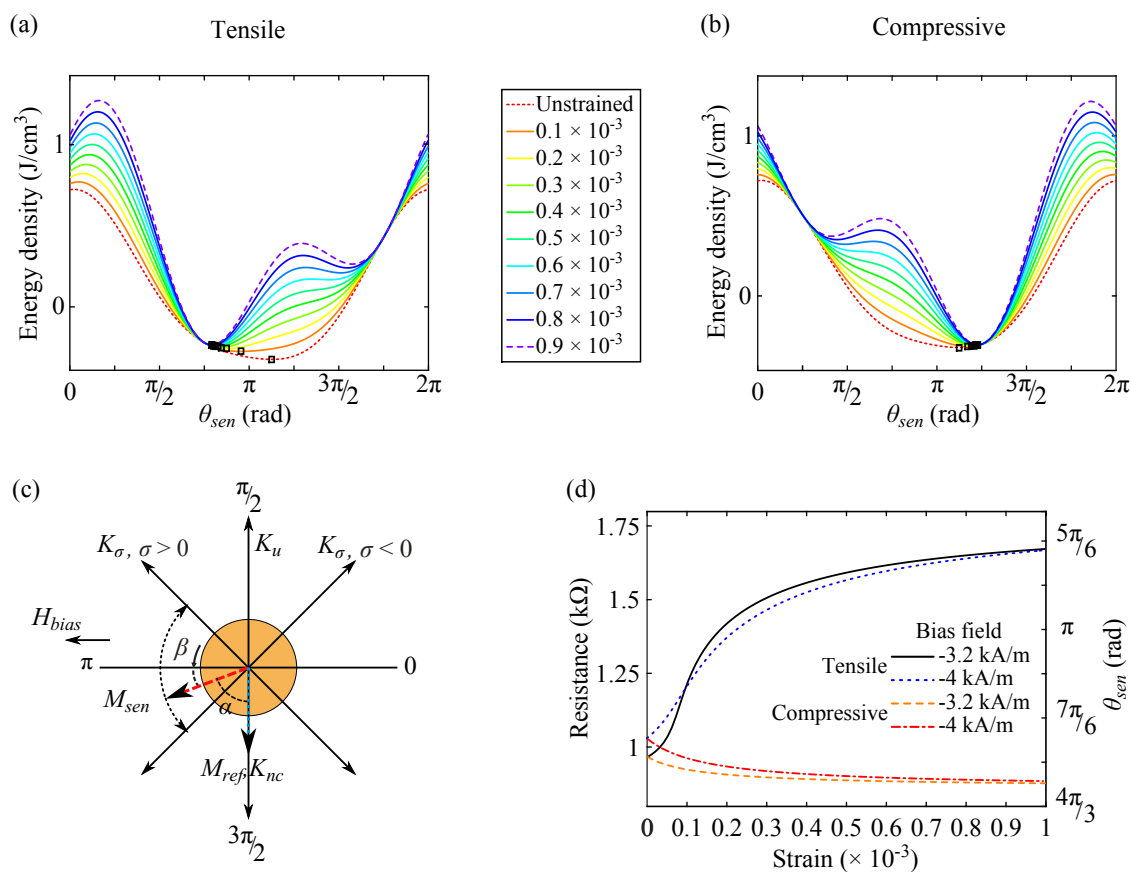 (a)
Tensile
Energy density (J/cm³)
1
0
0
π/2
π
3π/2
2π
θsen (rad)
Unstrained
0.1 × 10-3
0.2 × 10-3
0.3 × 10-3
0.4 × 10-3
0.5 × 10-3
0.6 × 10-3
0.7 × 10-3
0.8 × 10-3
0.9 × 10-3
(b)
Compressive
Energy density (J/cm³)
1
0
0
π/2
π
3π/2
2π
θsen (rad)
(c)
π/2
Kσ, σ > 0
Ku
Kσ, σ < 0
Hbias
β
π
0
Msen
α
Mref, Knc
3π/2
(d)
Resistance (kΩ)
1.75
1.5
1.25
1
5π/6
π
7π/6
4π/3
θsen (rad)
Bias field
Tensile
-3.2 kA/m
-4 kA/m
Compressive
-3.2 kA/m
-4 kA/m
0 0.1 0.2 0.3 0.4 0.5 0.6 0.7 0.8 0.9 1
Strain (× 10-3)